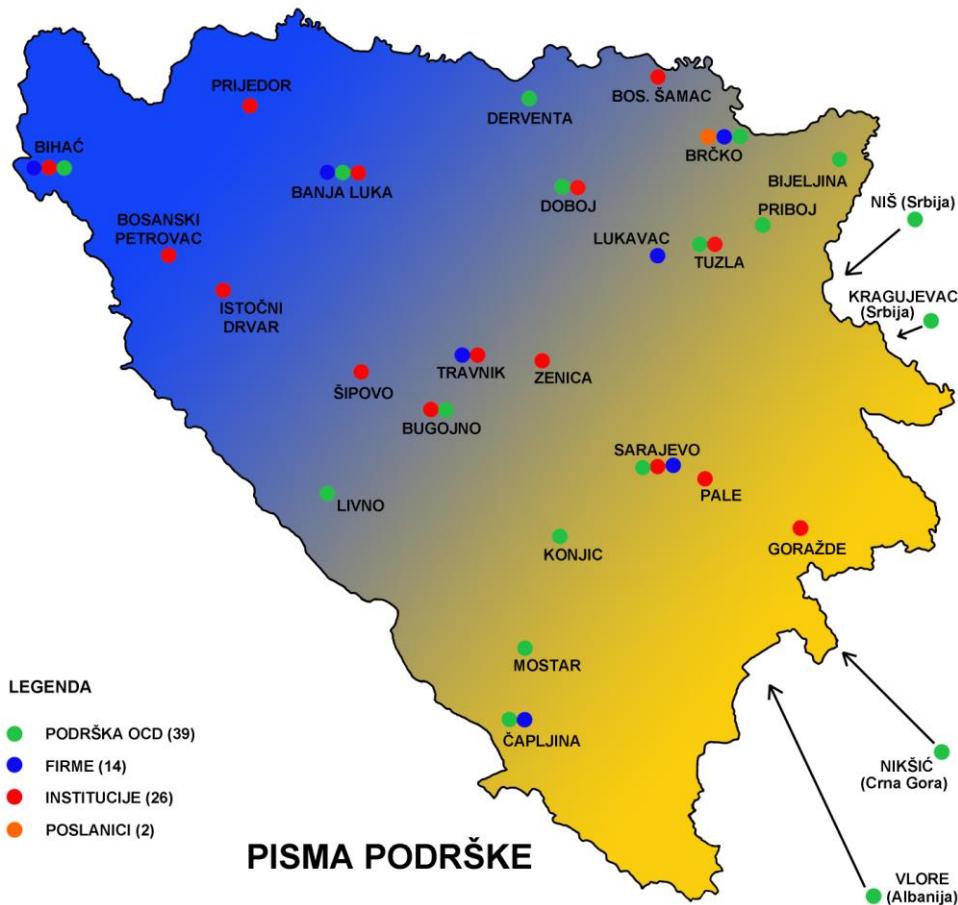 PRIJEDOR
BOS. ŠAMAC
DERVENTA
BIHAĆ
BRČKO
BANJA LUKA
BIJELJINA
DOBOJ
NIŠ (Srbija)
PRIBOJ
BOSANSKI
PETROVAC
LUKAVAC
TUZLA
KRAGUJEVAC
(Srbija)
ISTOČNI
DRVAR
TRAVNIK
ZENICA
ŠIPOVO
BUGOJNO
SARAJEVO
PALE
LIVNO
KONJIC
GORAŽDE
MOSTAR
ČAPLJINA
LEGENDA
PODRŠKA OCD (39)
FIRME (14)
INSTITUCIJE (26)
POSLANICI (2)
NIKŠIĆ
(Crna Gora)
PISMA PODRŠKE
VLORE
(Albanija)